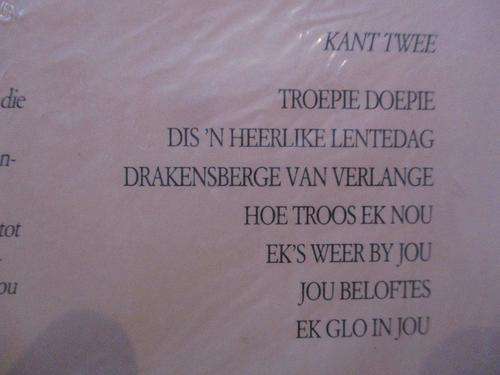 KANT TWEE
die
TROEPIE DOEPIE
DIS 'N HEERLIKE LENTEDAG
n-
DRAKENSBERGE VAN VERLANGE
tot
HOE TROOS EK NOU
EK'S WEER BY JOU
ou
JOU BELOFTES
EK GLO IN JOU